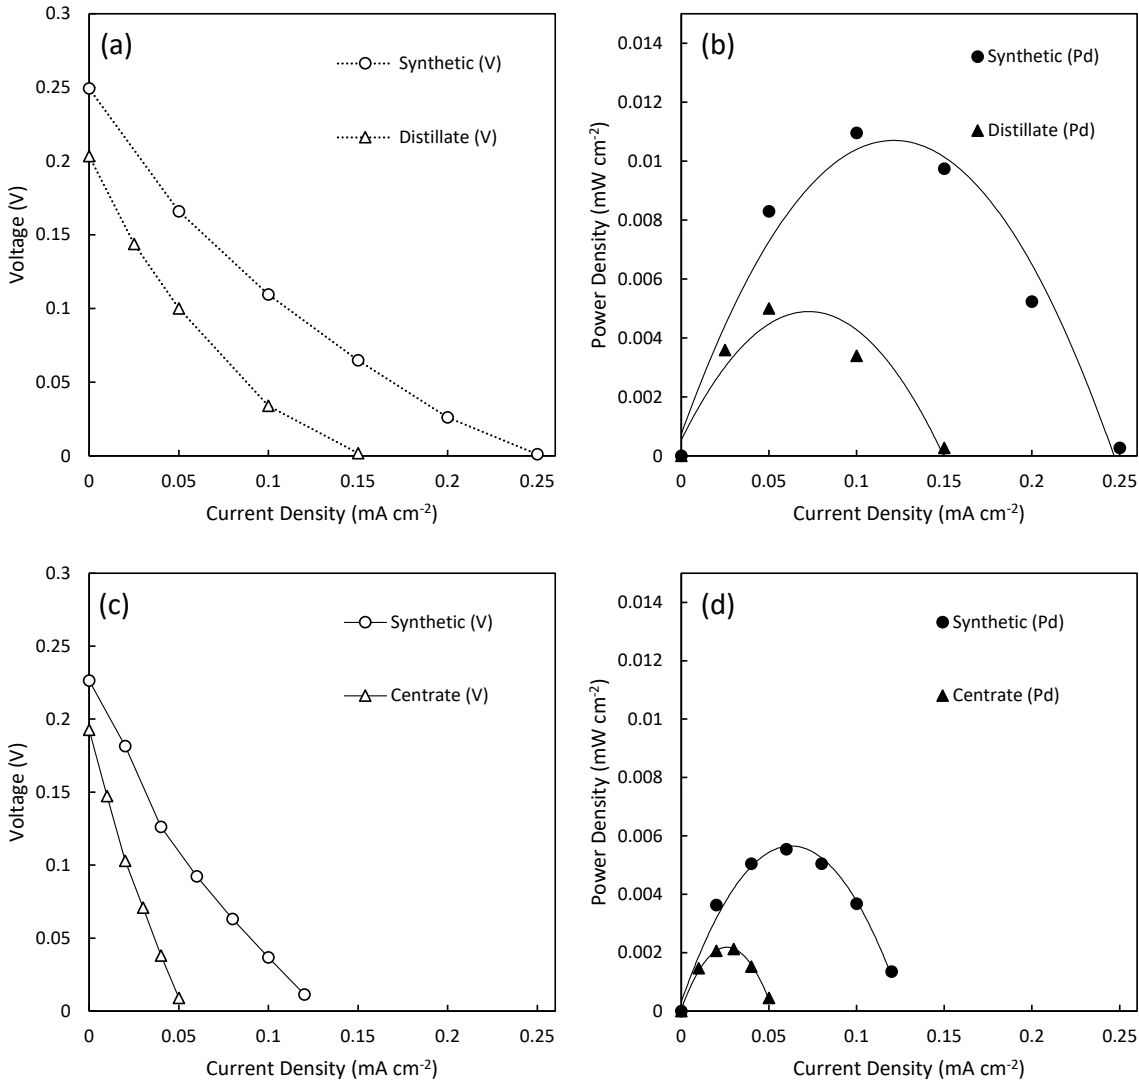 (a)
Synthetic (V)
Distillate (V)
0.3
0.25
0.2
0.15
0.1
0.05
0
Voltage (V)
0 0.05 0.1 0.15 0.2 0.25
Current Density (mA cm-2)
(b)
Synthetic (Pd)
Distillate (Pd)
0.014
0.012
0.01
0.008
0.006
0.004
0.002
0
Power Density (mW cm-2)
0 0.05 0.1 0.15 0.2 0.25
Current Density (mA cm-2)
(c)
Synthetic (V)
Centrate (V)
0.3
0.25
0.2
0.15
0.1
0.05
0
Voltage (V)
0 0.05 0.1 0.15 0.2 0.25
Current Density (mA cm-2)
(d)
Synthetic (Pd)
Centrate (Pd)
0.014
0.012
0.01
0.008
0.006
0.004
0.002
0
Power Density (mW cm-2)
0 0.05 0.1 0.15 0.2 0.25
Current Density (mA cm-2)